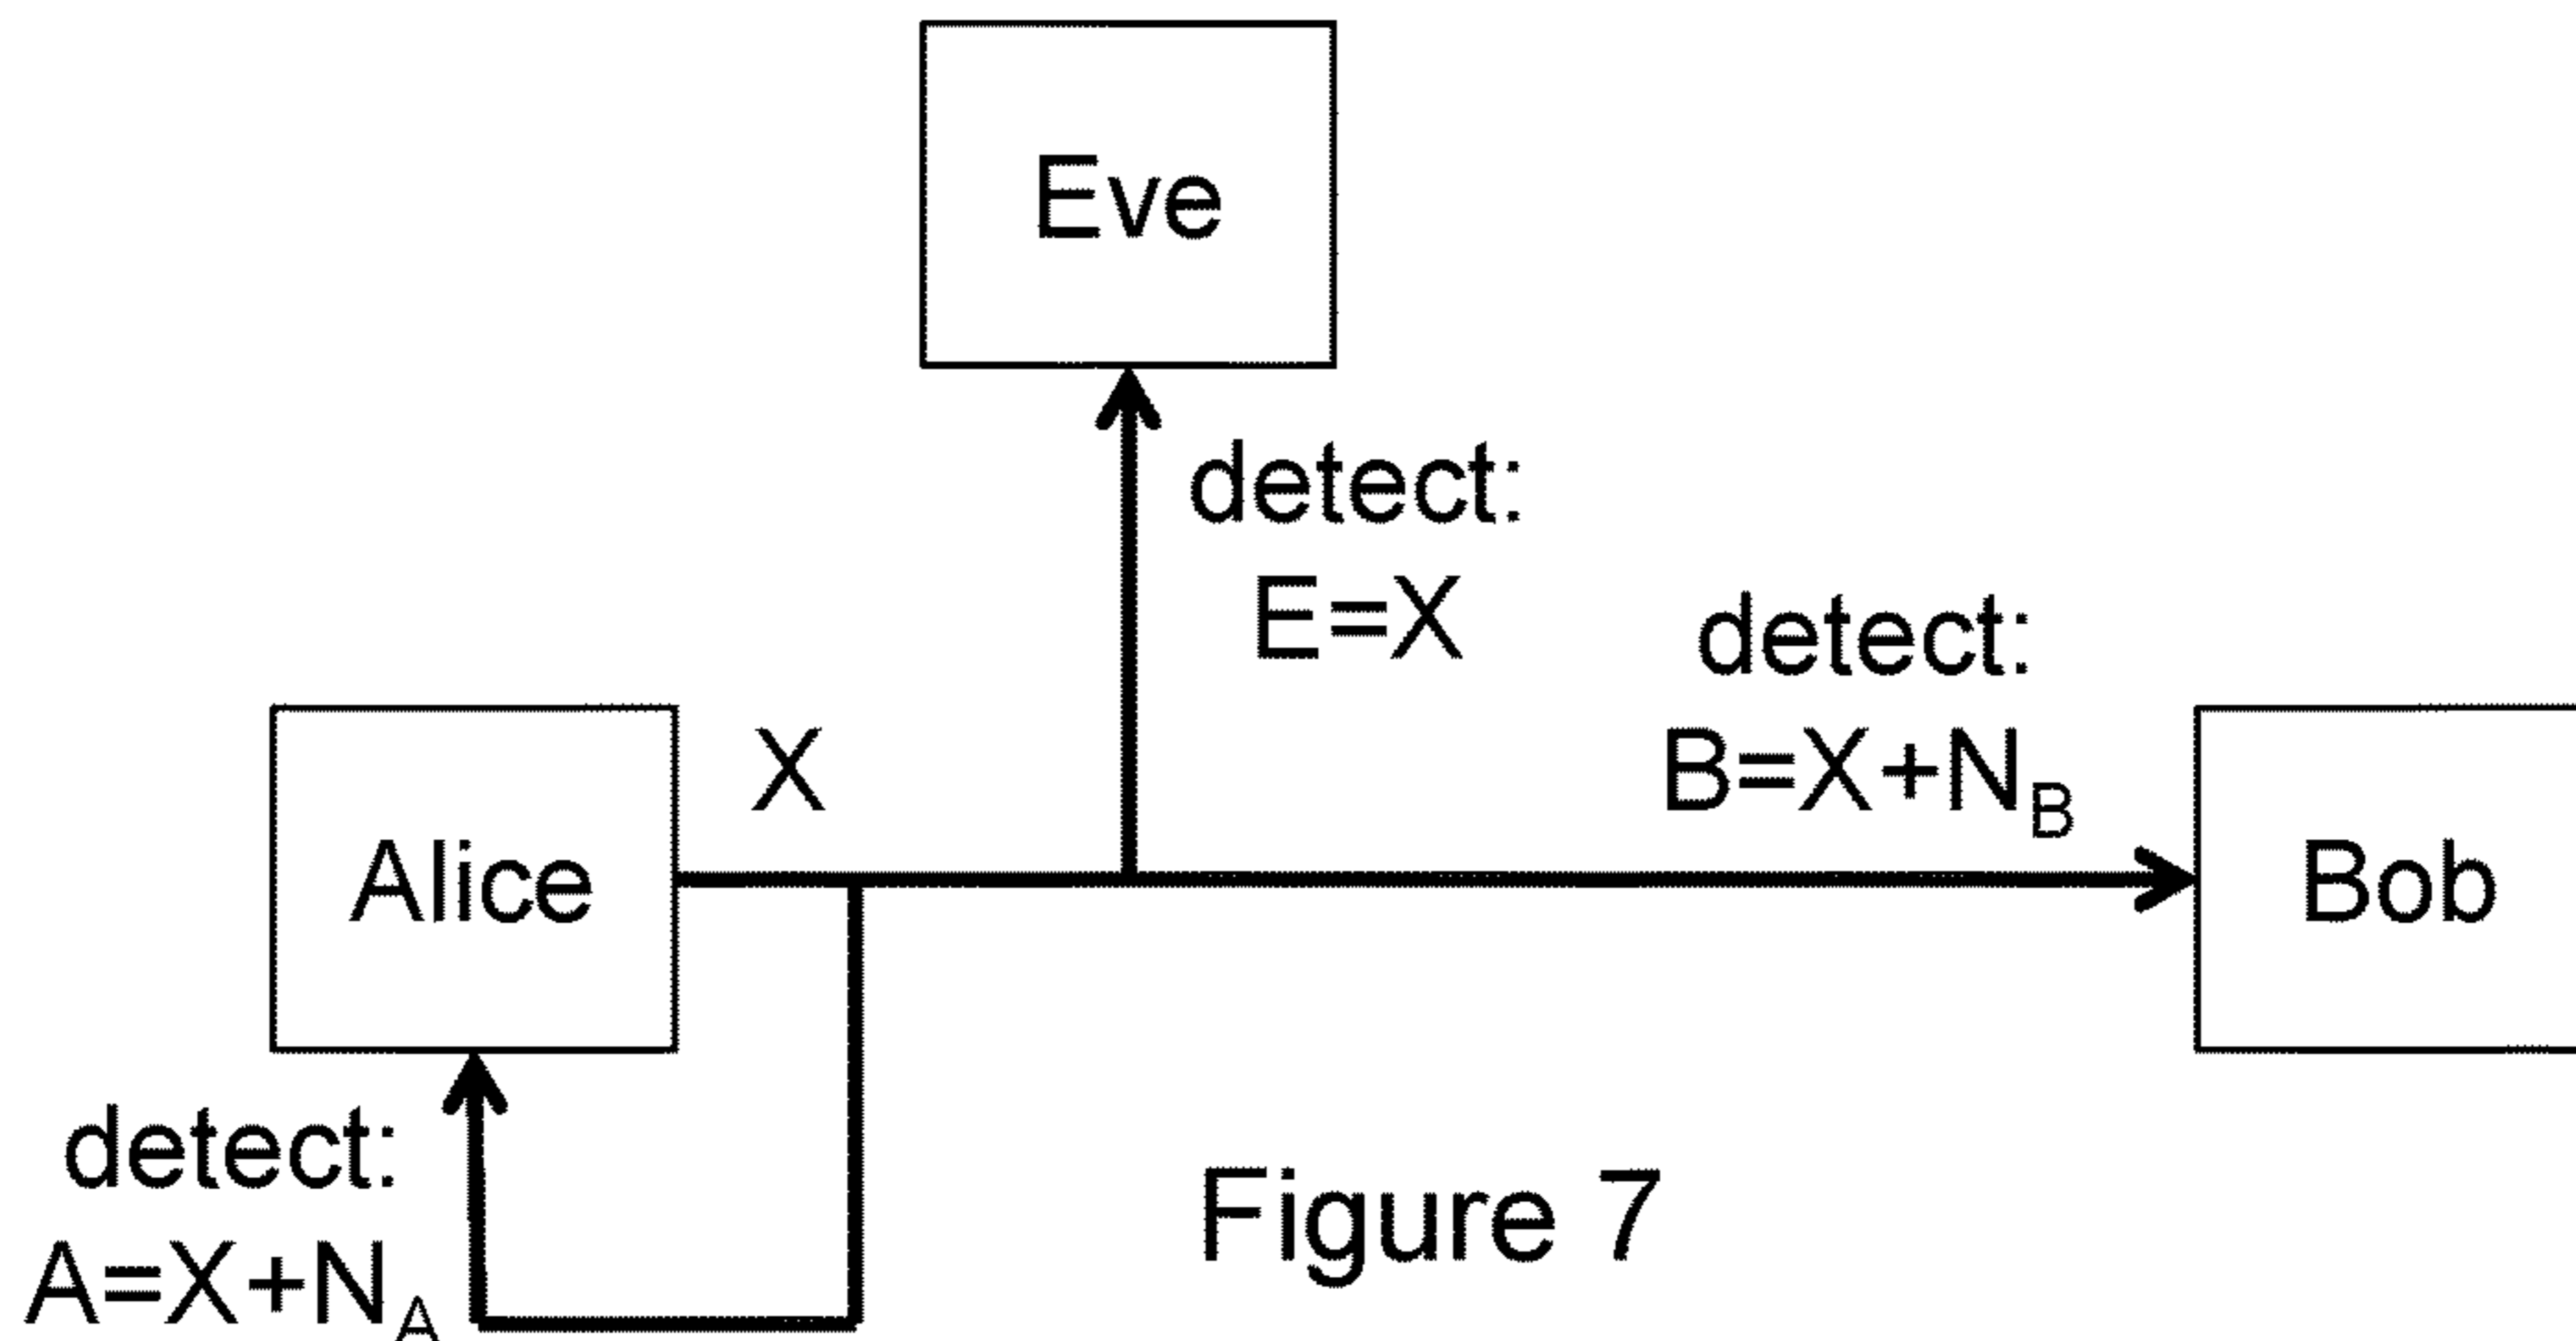 Eve
detect:
E=X
detect:
B=X+N_B
X
Alice
Bob
detect:
A=X+N_A
Figure 7